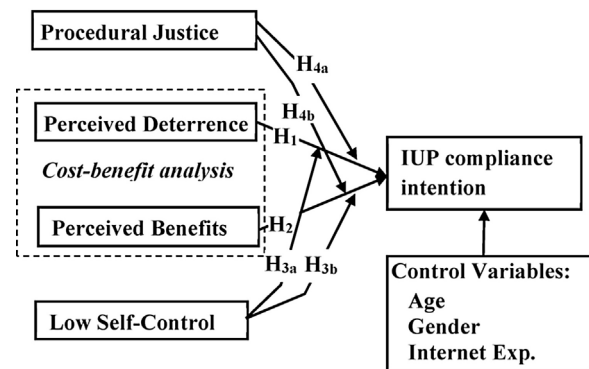 Procedural Justice
H4a
H4b
Perceived Deterrence
H1
Cost-benefit analysis
IUP compliance
intention
Perceived Benefits
H2
H3a
H3b
Low Self-Control
Control Variables:
Age
Gender
Internet Exp.